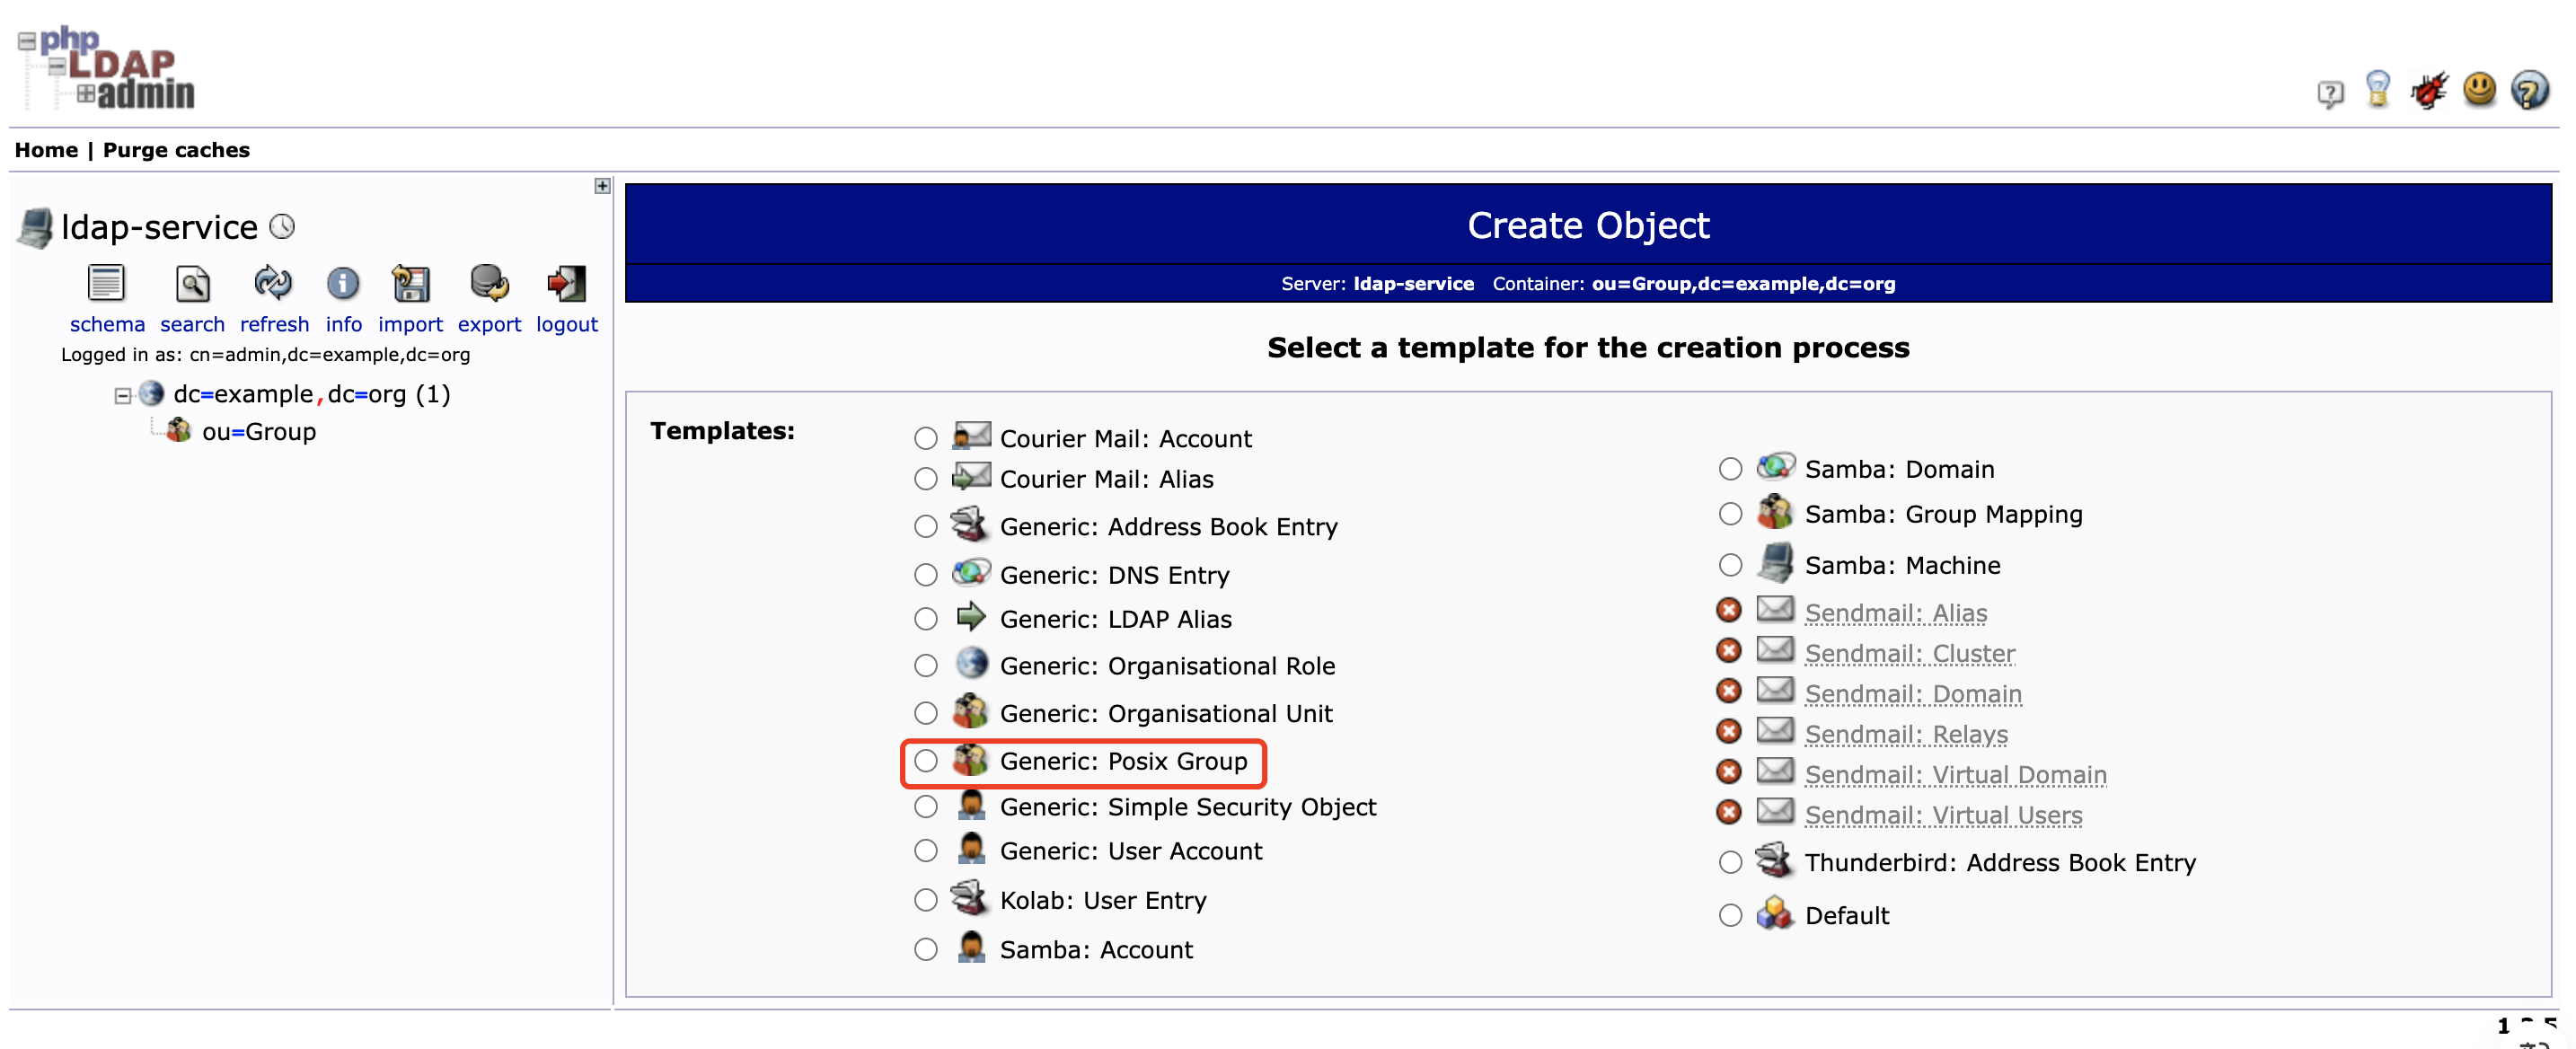 php
LDAP
admin
Home | Purge caches
ldap-service
schema search refresh info import export logout
Logged in as: cn=admin,dc=example,dc=org
dc=example,dc=org (1)
ou=Group
Create Object
Server: ldap-service Container: ou=Group,dc=example,dc=org
Select a template for the creation process
Templates:
Courier Mail: Account
Courier Mail: Alias
Generic: Address Book Entry
Generic: DNS Entry
Generic: LDAP Alias
Generic: Organisational Role
Generic: Organisational Unit
Generic: Posix Group
Generic: Simple Security Object
Generic: User Account
Kolab: User Entry
Samba: Account
Samba: Domain
Samba: Group Mapping
Samba: Machine
Sendmail: Alias
Sendmail: Cluster
Sendmail: Domain
Sendmail: Relays
Sendmail: Virtual Domain
Sendmail: Virtual Users
Thunderbird: Address Book Entry
Default